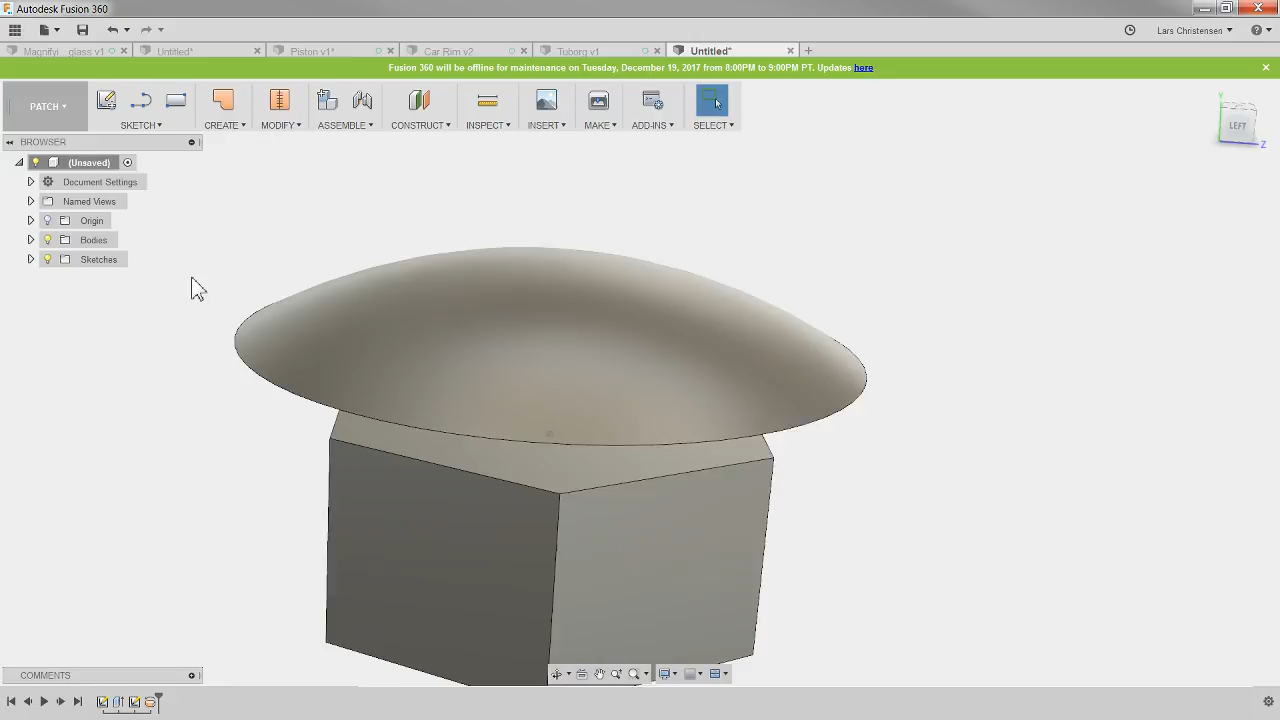 Autodesk Fusion 360
Lars Christensen
Magnifyi... glass v1
Untitled*
Piston v1*
Car Rim v2
Tuborg v1
Untitled*
Fusion 360 will be offline for maintenance on Tuesday, December 19, 2017 from 8:00PM to 9:00PM PT. Updates here
PATCH
SKETCH
CREATE
MODIFY
ASSEMBLE
CONSTRUCT
INSPECT
INSERT
MAKE
ADD-INS
SELECT
Y
LEFT
Z
BROWSER
(Unsaved)
Document Settings
Named Views
Origin
Bodies
Sketches
COMMENTS